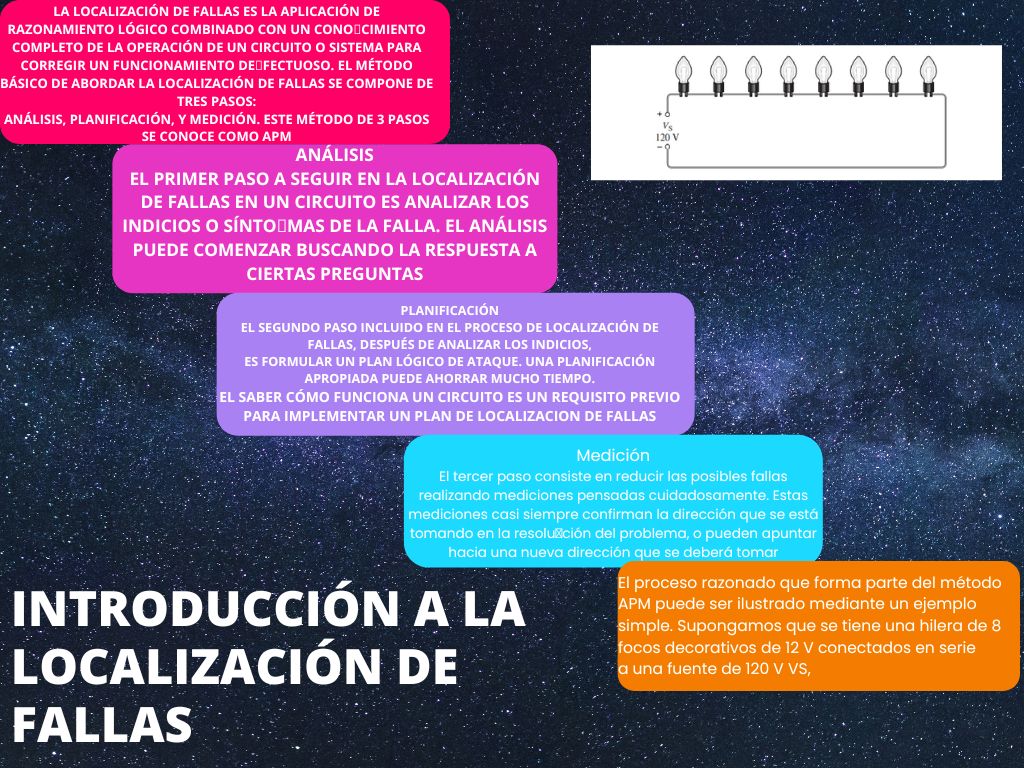 LA LOCALIZACIÓN DE FALLAS ES LA APLICACIÓN DE
RAZONAMIENTO LÓGICO COMBINADO CON UN CONO▯CIMIENTO
COMPLETO DE LA OPERACIÓN DE UN CIRCUITO O SISTEMA PARA
CORREGIR UN FUNCIONAMIENTO DE▯FECTUOSO. EL MÉTODO
BÁSICO DE ABORDAR LA LOCALIZACIÓN DE FALLAS SE COMPONE DE
TRES PASOS:
ANÁLISIS, PLANIFICACIÓN, Y MEDICIÓN. ESTE MÉTODO DE 3 PASOS
SE CONOCE COMO APM
+
VS
120 V
–
ANÁLISIS
EL PRIMER PASO A SEGUIR EN LA LOCALIZACIÓN
DE FALLAS EN UN CIRCUITO ES ANALIZAR LOS
INDICIOS O SÍNTO▯MAS DE LA FALLA. EL ANÁLISIS
PUEDE COMENZAR BUSCANDO LA RESPUESTA A
CIERTAS PREGUNTAS
PLANIFICACIÓN
EL SEGUNDO PASO INCLUIDO EN EL PROCESO DE LOCALIZACIÓN DE
FALLAS, DESPUÉS DE ANALIZAR LOS INDICIOS,
ES FORMULAR UN PLAN LÓGICO DE ATAQUE. UNA PLANIFICACIÓN
APROPIADA PUEDE AHORRAR MUCHO TIEMPO.
EL SABER CÓMO FUNCIONA UN CIRCUITO ES UN REQUISITO PREVIO
PARA IMPLEMENTAR UN PLAN DE LOCALIZACION DE FALLAS
Medición
El tercer paso consiste en reducir las posibles fallas
realizando mediciones pensadas cuidadosamente. Estas
mediciones casi siempre confirman la dirección que se está
tomando en la resolu▯ción del problema, o pueden apuntar
hacia una nueva dirección que se deberá tomar
El proceso razonado que forma parte del método
APM puede ser ilustrado mediante un ejemplo
simple. Supongamos que se tiene una hilera de 8
focos decorativos de 12 V conectados en serie
a una fuente de 120 V VS,
INTRODUCCIÓN A LA
LOCALIZACIÓN DE
FALLAS